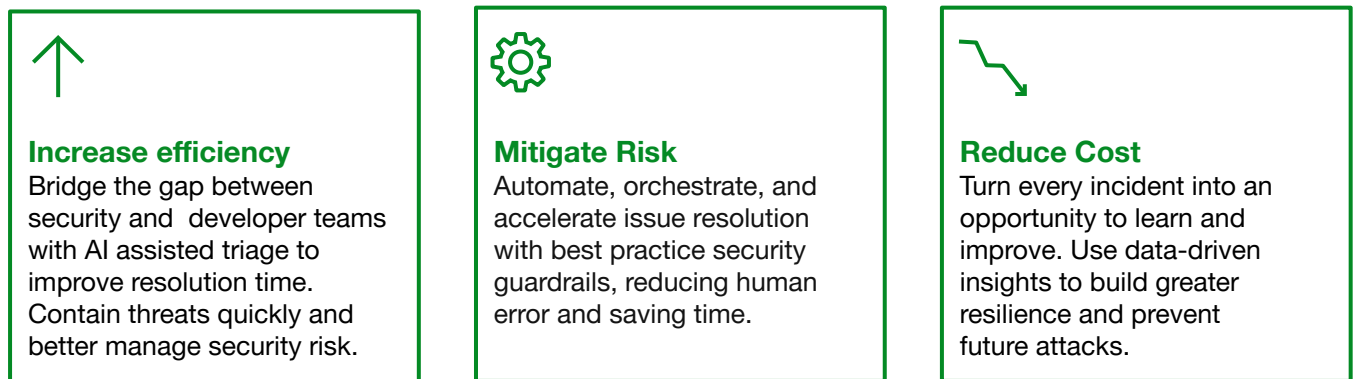 Increase efficiency
Bridge the gap between
security and  developer teams
with AI assisted triage to
improve resolution time.
Contain threats quickly and
better manage security risk.
Mitigate Risk
Automate, orchestrate, and
accelerate issue resolution
with best practice security
guardrails, reducing human
error and saving time.
Reduce Cost
Turn every incident into an
opportunity to learn and
improve. Use data-driven
insights to build greater
resilience and prevent
future attacks.